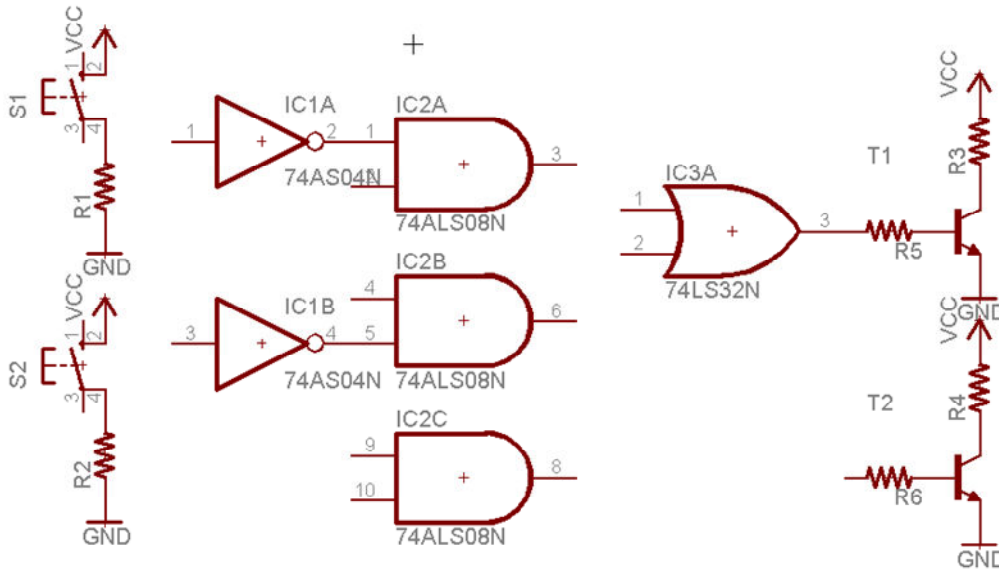 S1
VCC
1
2
3
4
R1
GND
S2
VCC
1
2
3
4
R2
GND
IC1A
1
2
74AS04N
IC2A
1
3
74ALS08N
IC1B
3
4
74AS04N
IC2B
4
5
6
74ALS08N
IC2C
9
10
8
74ALS08N
IC3A
1
2
3
74LS32N
T1
VCC
R3
R5
GND
T2
VCC
R4
R6
GND